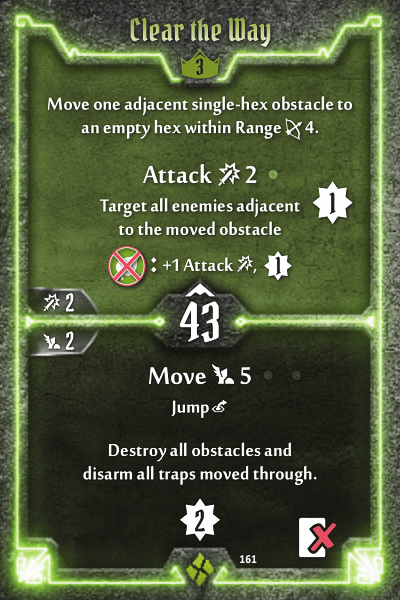 Clear the Way
3
Move one adjacent single-hex obstacle to
an empty hex within Range 4.
Attack 2
Target all enemies adjacent
to the moved obstacle
1
: +1 Attack , 1
2
43
2
Move 5
Jump
Destroy all obstacles and
disarm all traps moved through.
2
161